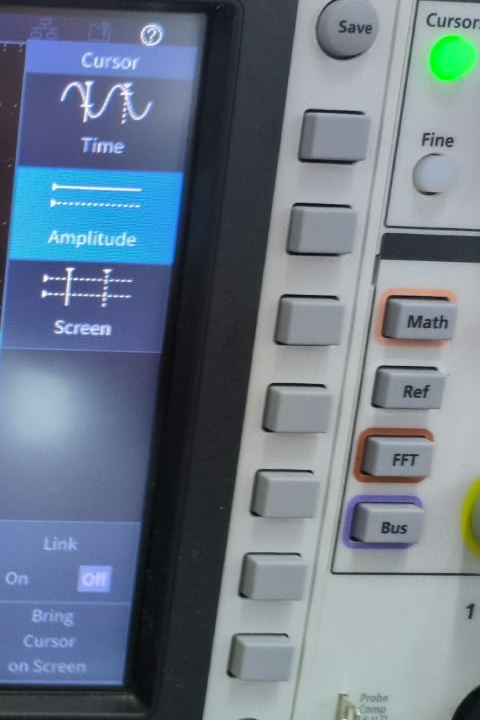 Cursor
Time
Amplitude
Screen
Link
On Off
Bring
Cursor
on Screen
Save
Fine
Math
Ref
FFT
Bus
1
Probe
Comp